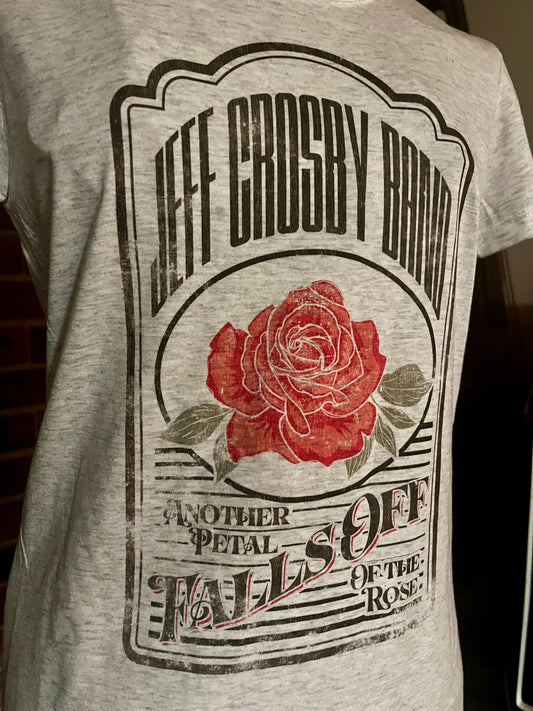 JEFF CROSBY BAND
ANOTHER
PETAL
FALLS OFF
OF THE
ROSE